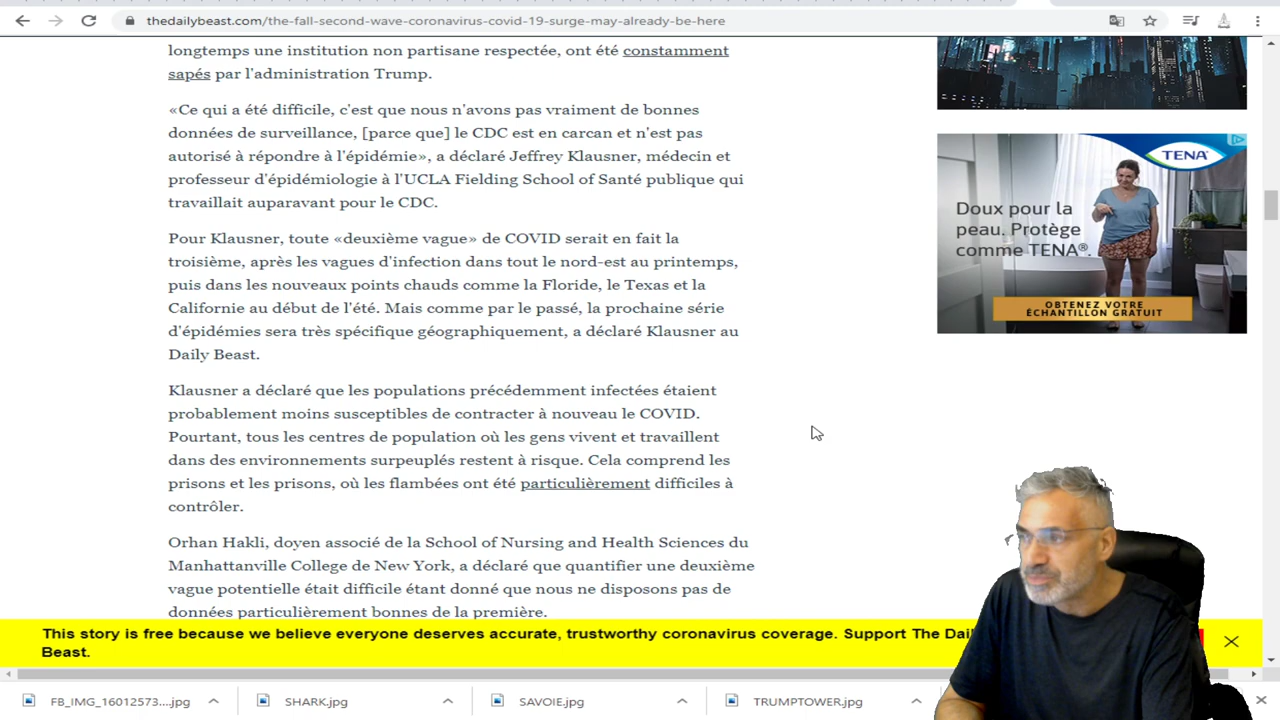 thedailybeast.com/the-fall-second-wave-coronavirus-covid-19-surge-may-already-be-here
longtemps une institution non partisane respectée, ont été constamment
sapés par l'administration Trump.
«Ce qui a été difficile, c'est que nous n'avons pas vraiment de bonnes
données de surveillance, [parce que] le CDC est en carcan et n'est pas
autorisé à répondre à l'épidémie», a déclaré Jeffrey Klausner, médecin et
professeur d'épidémiologie à l'UCLA Fielding School of Santé publique qui
travaillait auparavant pour le CDC.
Pour Klausner, toute «deuxième vague» de COVID serait en fait la
troisième, après les vagues d'infection dans tout le nord-est au printemps,
puis dans les nouveaux points chauds comme la Floride, le Texas et la
Californie au début de l'été. Mais comme par le passé, la prochaine série
d'épidémies sera très spécifique géographiquement, a déclaré Klausner au
Daily Beast.
Klausner a déclaré que les populations précédemment infectées étaient
probablement moins susceptibles de contracter à nouveau le COVID.
Pourtant, tous les centres de population où les gens vivent et travaillent
dans des environnements surpeuplés restent à risque. Cela comprend les
prisons et les prisons, où les flambées ont été particulièrement difficiles à
contrôler.
Orhan Hakli, doyen associé de la School of Nursing and Health Sciences du
Manhattanville College de New York, a déclaré que quantifier une deuxième
vague potentielle était difficile étant donné que nous ne disposons pas de
données particulièrement bonnes de la première.
TENA
Doux pour la
peau. Protège
comme TENA®.
OBTENEZ VOTRE
ÉCHANTILLON GRATUIT
This story is free because we believe everyone deserves accurate, trustworthy coronavirus coverage. Support The
Beast.
FB_IMG_16012573....jpg
SHARK.jpg
SAVOIE.jpg
TRUMPTOWER.jpg